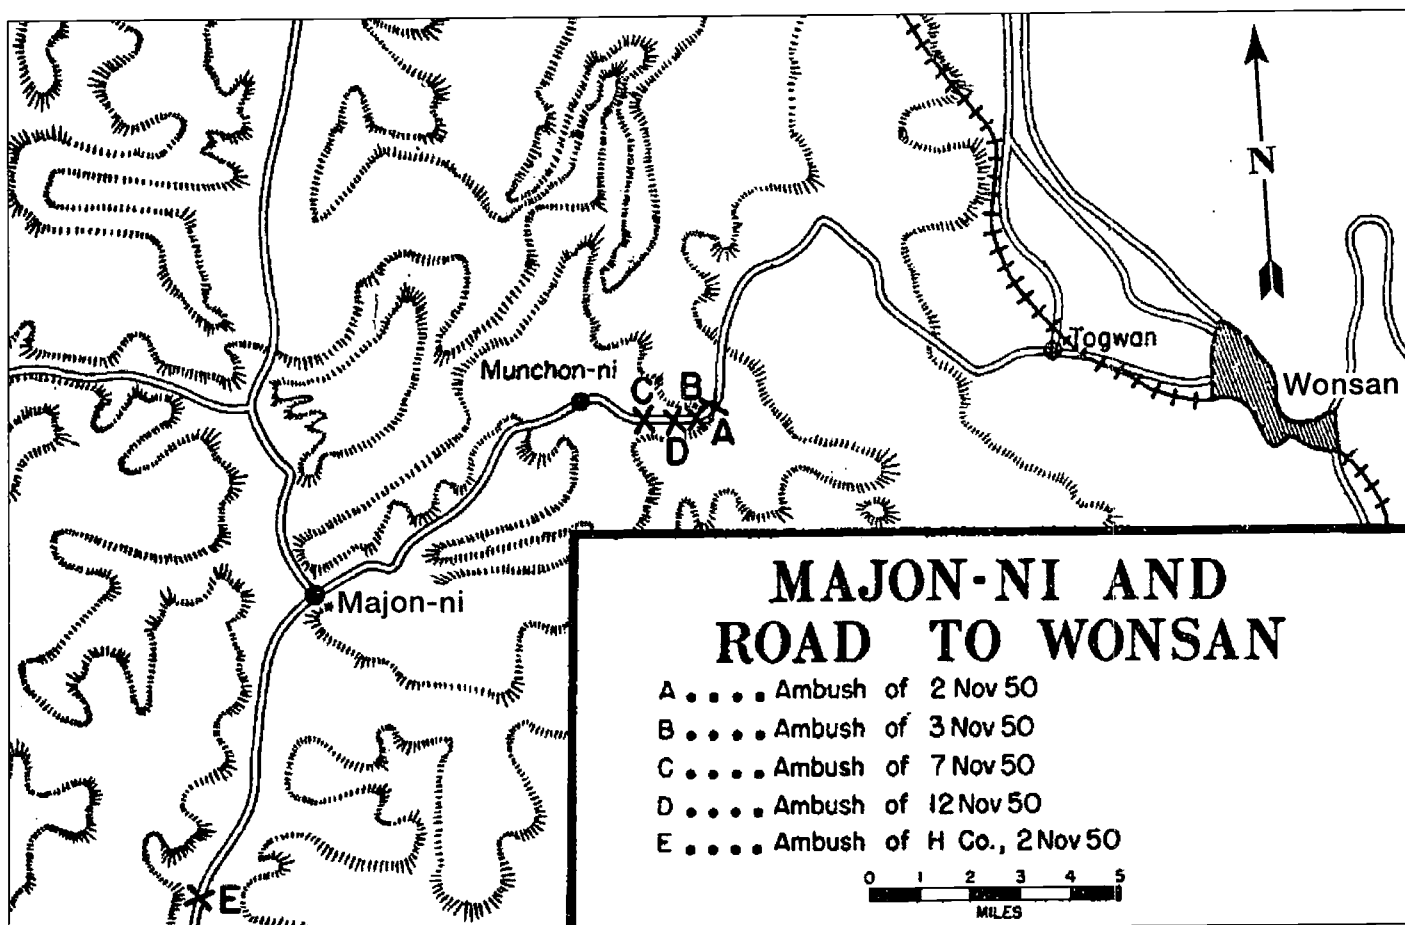 N
Togwan
Munchon-ni
Wonsan
C
B
A
D
Majon-ni
E
MAJON-NI AND
ROAD TO WONSAN
A .... Ambush of 2 Nov 50
B .... Ambush of 3 Nov 50
C .... Ambush of 7 Nov 50
D .... Ambush of 12 Nov 50
E .... Ambush of H Co., 2 Nov 50
0 1 2 3 4 5
MILES